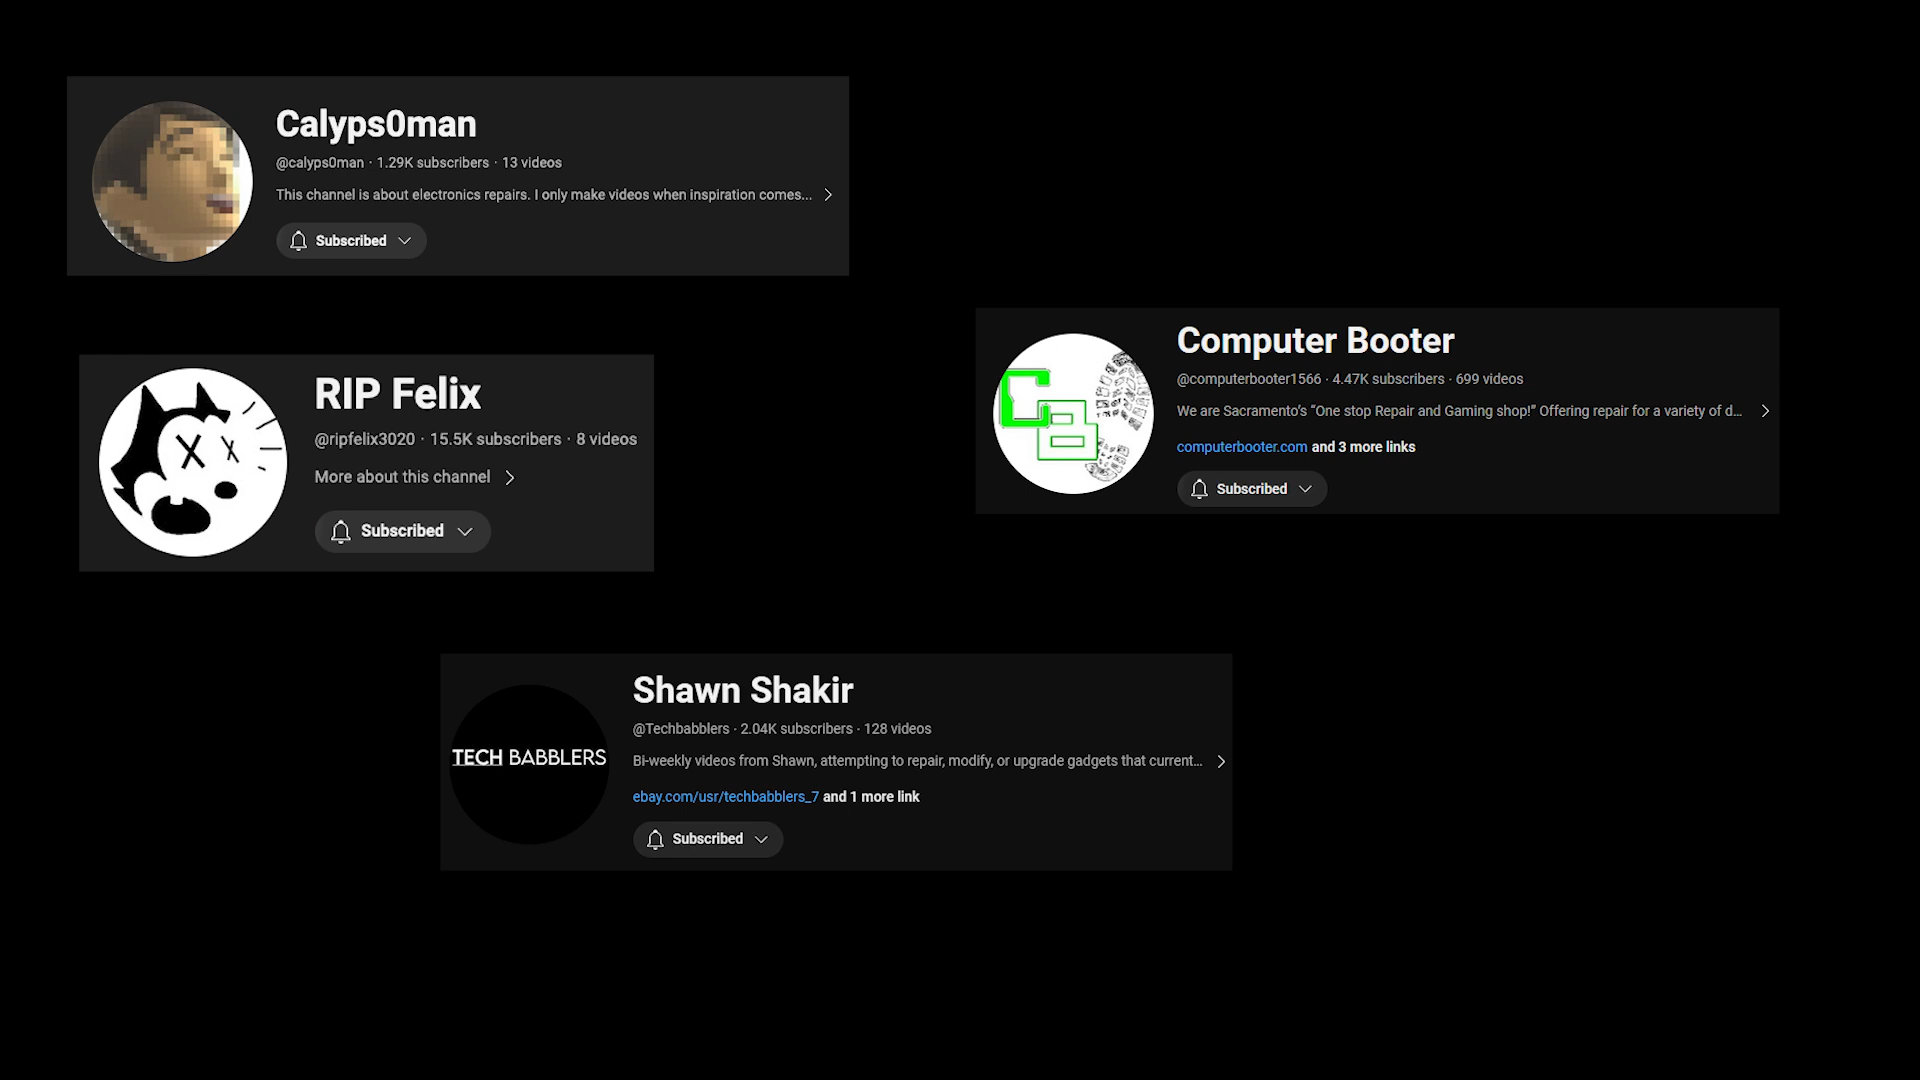 Calyps0man
@calyps0man · 1.29K subscribers · 13 videos
This channel is about electronics repairs. I only make videos when inspiration comes...
Subscribed
RIP Felix
@ripfelix3020 · 15.5K subscribers · 8 videos
More about this channel
Subscribed
CB
Computer Booter
@computerbooter1566 · 4.47K subscribers · 699 videos
We are Sacramento's “One stop Repair and Gaming shop!” Offering repair for a variety of d...
computerbooter.com and 3 more links
Subscribed
TECH BABBLERS
Shawn Shakir
@Techbabblers · 2.04K subscribers · 128 videos
Bi-weekly videos from Shawn, attempting to repair, modify, or upgrade gadgets that current...
ebay.com/usr/techbabblers_7 and 1 more link
Subscribed